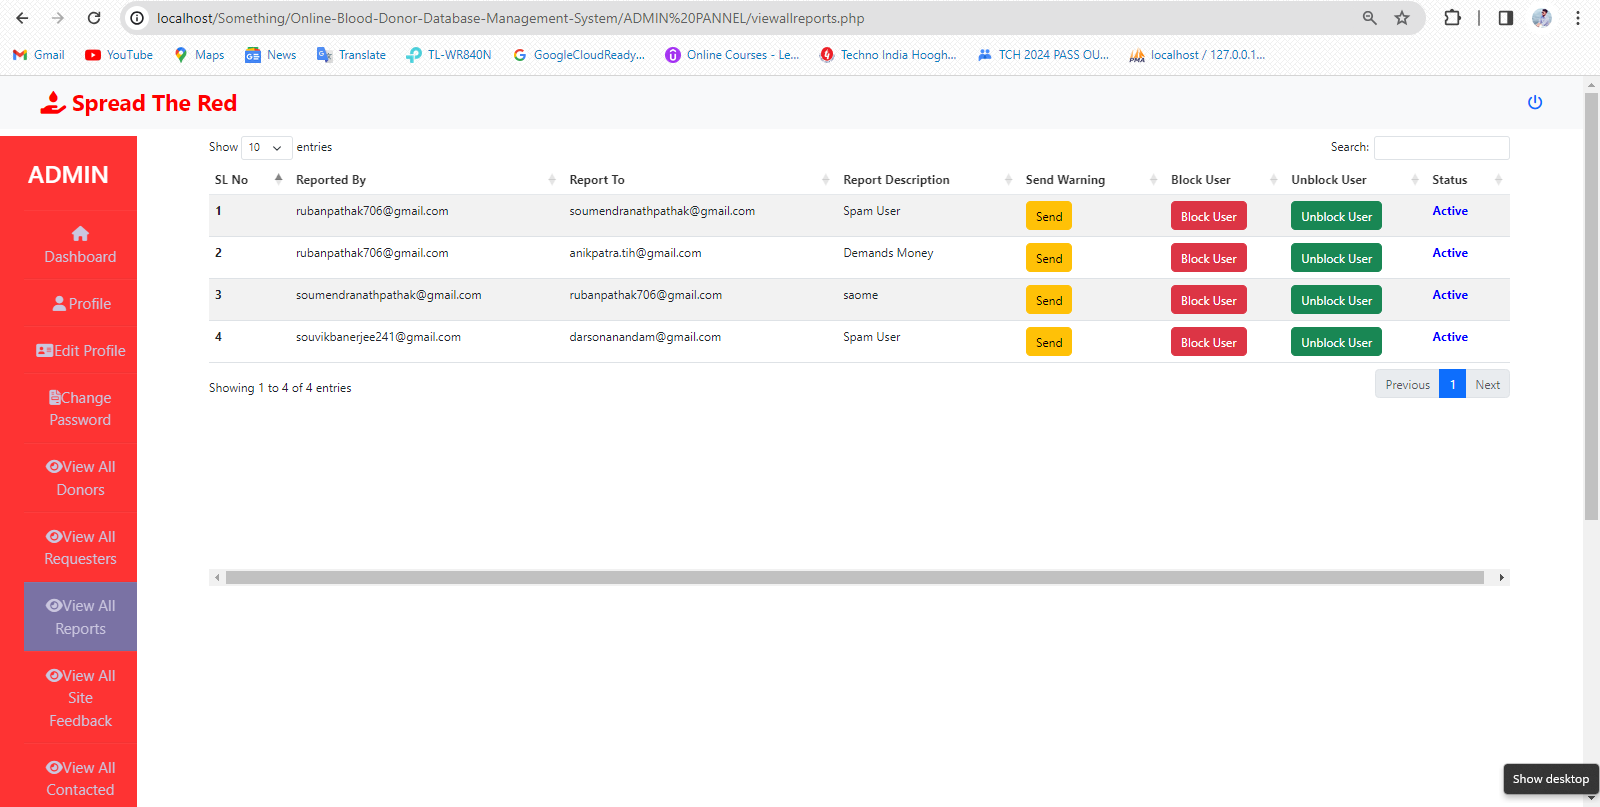 localhost/Something/Online-Blood-Donor-Database-Management-System/ADMIN%20PANNEL/viewallreports.php
Gmail YouTube Maps News Translate TL-WR840N GoogleCloudReady... Online Courses - Le... Techno India Hoogh... TCH 2024 PASS OU... localhost / 127.0.0.1...
Spread The Red
ADMIN
Dashboard
Profile
Edit Profile
Change
Password
View All
Donors
View All
Requesters
View All
Reports
View All
Site
Feedback
View All
Contacted
Show 10 entries Search:
SL No Reported By Report To Report Description Send Warning Block User Unblock User Status
1 rubanpathak706@gmail.com soumendranathpathak@gmail.com Spam User Send Block User Unblock User Active
2 rubanpathak706@gmail.com anikpatra.tih@gmail.com Demands Money Send Block User Unblock User Active
3 soumendranathpathak@gmail.com rubanpathak706@gmail.com saome Send Block User Unblock User Active
4 souvikbanerjee241@gmail.com darsonanandam@gmail.com Spam User Send Block User Unblock User Active
Showing 1 to 4 of 4 entries Previous 1 Next
Show desktop